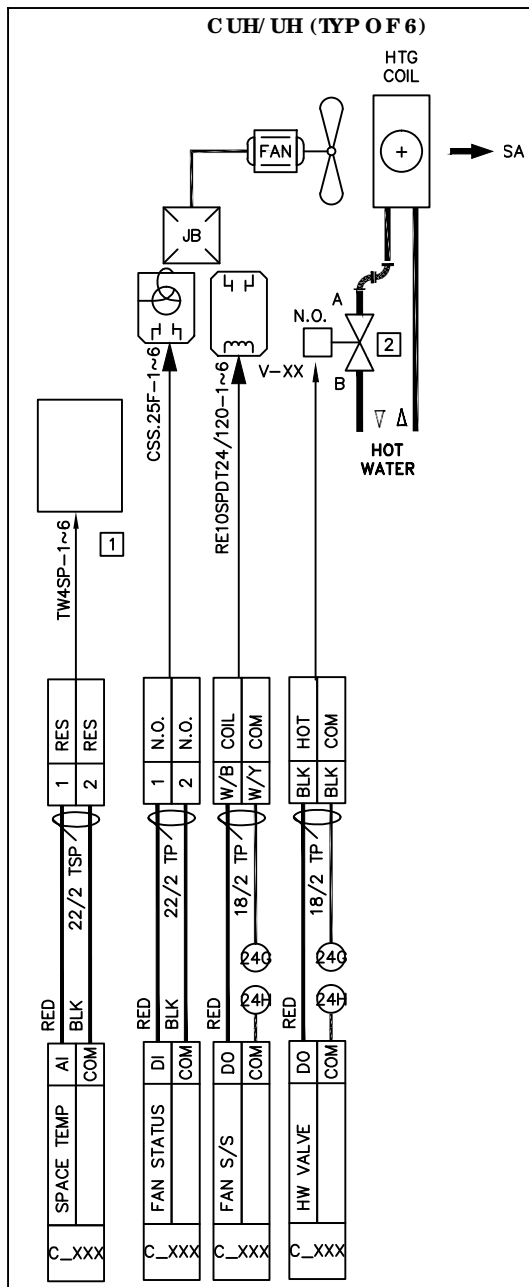 CUH/UH (TYP OF 6)
HTG
COIL
FAN
SA
JB
N.O.
A
2
B
V-XX
HOT
WATER
CSS.25F-1~6
RE10SPDT24/120-1~6
TW4SP-1~6
1
1 RES
2 RES
1 N.O.
2 N.O.
W/B COIL
W/Y COM
BLK HOT
BLK COM
22/2 TSP
22/2 TP
18/2 TP
18/2 TP
24G
24H
24G
24H
RED
BLK
RED
BLK
RED
RED
SPACE TEMP AI
COM
C_XXX
FAN STATUS DI
COM
C_XXX
FAN S/S DO
COM
C_XXX
HW VALVE DO
COM
C_XXX